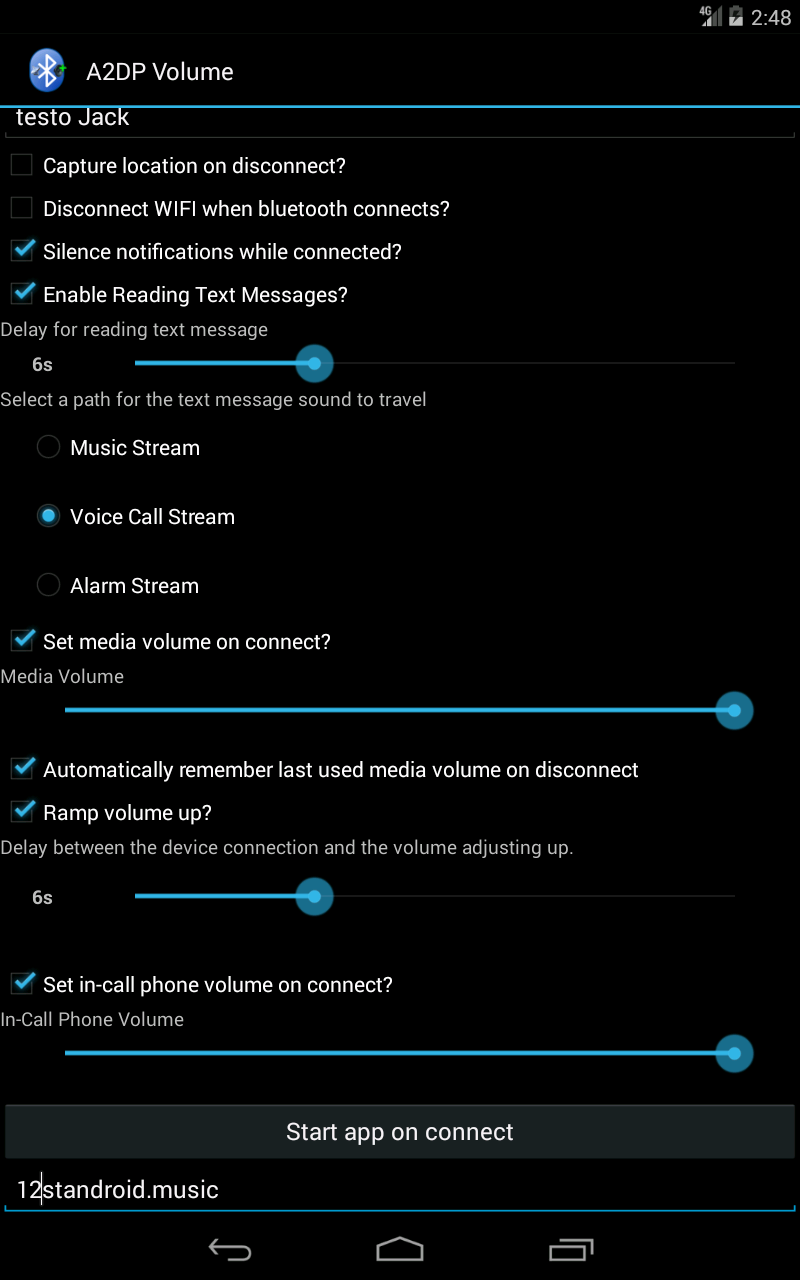 4G 2:48
A2DP Volume
testo Jack
Capture location on disconnect?
Disconnect WIFI when bluetooth connects?
Silence notifications while connected?
Enable Reading Text Messages?
Delay for reading text message
6s
Select a path for the text message sound to travel
Music Stream
Voice Call Stream
Alarm Stream
Set media volume on connect?
Media Volume
Automatically remember last used media volume on disconnect
Ramp volume up?
Delay between the device connection and the volume adjusting up.
6s
Set in-call phone volume on connect?
In-Call Phone Volume
Start app on connect
12standroid.music